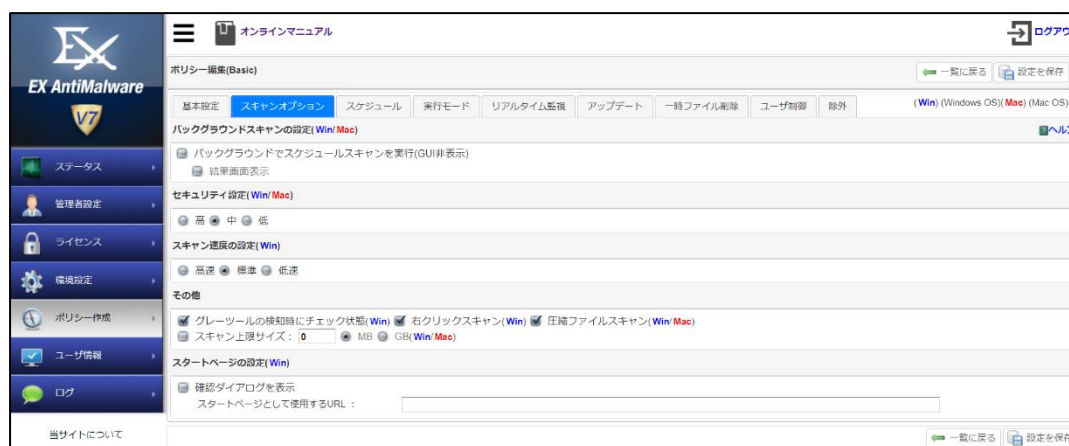 オンラインマニュアル
ログアウ
EX
EX AntiMalware
V7
ポリシー編集(Basic)
一覧に戻る 設定を保存
基本設定 スキャンオプション スケジュール 実行モード リアルタイム監視 アップデート 一時ファイル削除 ユーザ制御 除外 (Win) (Windows OS)(Mac) (Mac OS)
バックグラウンドスキャンの設定(Win/Mac)
ヘル
バックグラウンドでスケジュールスキャンを実行(GUI非表示)
結果画面表示
セキュリティ設定(Win/Mac)
高 中 低
スキャン速度の設定(Win)
高速 標準 低速
その他
グレーツールの検知時にチェック状態(Win) 右クリックスキャン(Win) 圧縮ファイルスキャン(Win/Mac)
スキャン上限サイズ： 0 MB GB(Win/Mac)
スタートページの設定(Win)
確認ダイアログを表示
スタートページとして使用するURL ：
一覧に戻る 設定を保存
ステータス
管理者設定
ライセンス
環境設定
ポリシー作成
ユーザ情報
ログ
当サイトについて